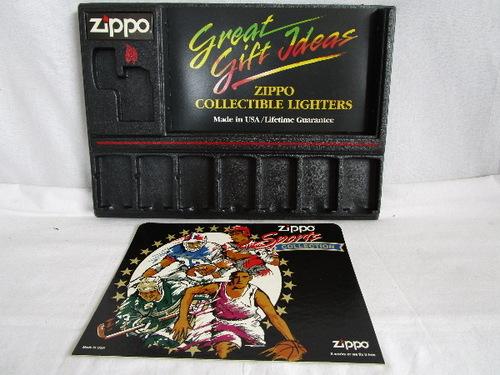 zippo
Great
Gift Ideas
ZIPPO
COLLECTIBLE LIGHTERS
Made in USA/Lifetime Guarantee
zippo
Sports
COLLECTION
zippo